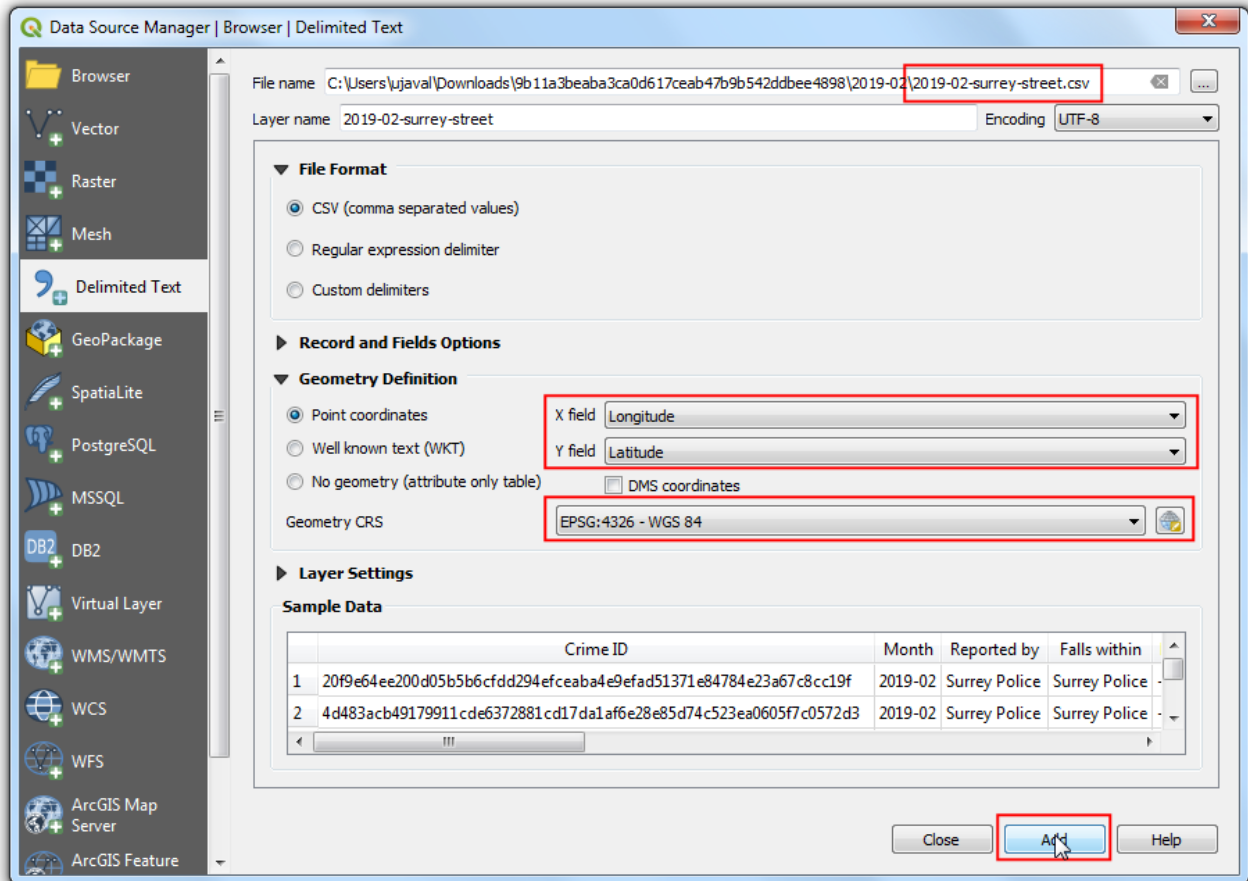 Data Source Manager | Browser | Delimited Text
Browser
Vector
Raster
Mesh
Delimited Text
GeoPackage
SpatiaLite
PostgreSQL
MSSQL
DB2 DB2
Virtual Layer
WMS/WMTS
WCS
WFS
ArcGIS Map
Server
ArcGIS Feature
File name C:\Users\ujaval\Downloads\9b11a3beaba3ca0d617ceab47b9b542ddbee4898\2019-02\2019-02-surrey-street.csv ...
Layer name 2019-02-surrey-street Encoding UTF-8
File Format
CSV (comma separated values)
Regular expression delimiter
Custom delimiters
Record and Fields Options
Geometry Definition
Point coordinates X field Longitude
Well known text (WKT) Y field Latitude
No geometry (attribute only table) DMS coordinates
Geometry CRS EPSG:4326 - WGS 84
Layer Settings
Sample Data
Crime ID Month Reported by Falls within
1 20f9e64ee200d05b5b6cfdd294efceaba4e9efad51371e84784e23a67c8cc19f 2019-02 Surrey Police Surrey Police -
2 4d483acb49179911cde6372881cd17da1af6e28e85d74c523ea0605f7c0572d3 2019-02 Surrey Police Surrey Police -
Close Add Help